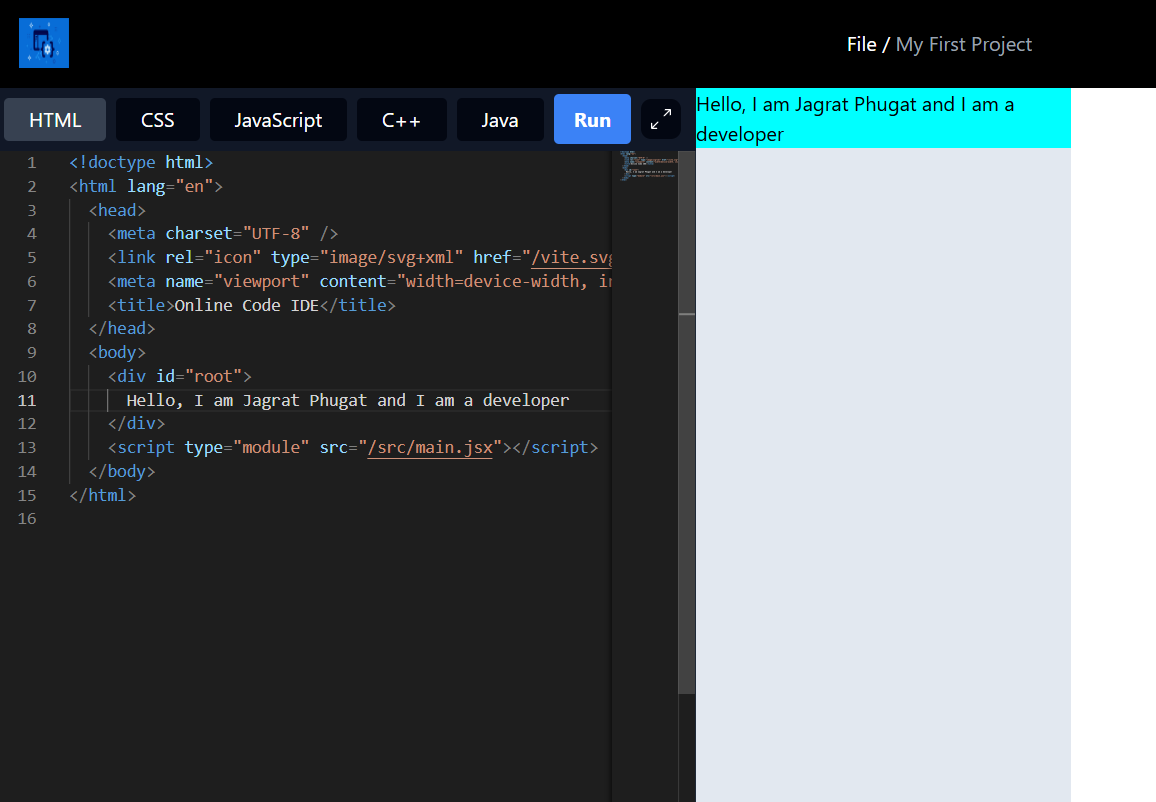 File / My First Project
HTML CSS JavaScript C++ Java Run
Hello, I am Jagrat Phugat and I am a
developer
1 <!doctype html>
2 <html lang="en">
3 <head>
4 <meta charset="UTF-8" />
5 <link rel="icon" type="image/svg+xml" href="/vite.svg
6 <meta name="viewport" content="width=device-width, in
7 <title>Online Code IDE</title>
8 </head>
9 <body>
10 <div id="root">
11 Hello, I am Jagrat Phugat and I am a developer
12 </div>
13 <script type="module" src="/src/main.jsx"></script>
14 </body>
15 </html>
16